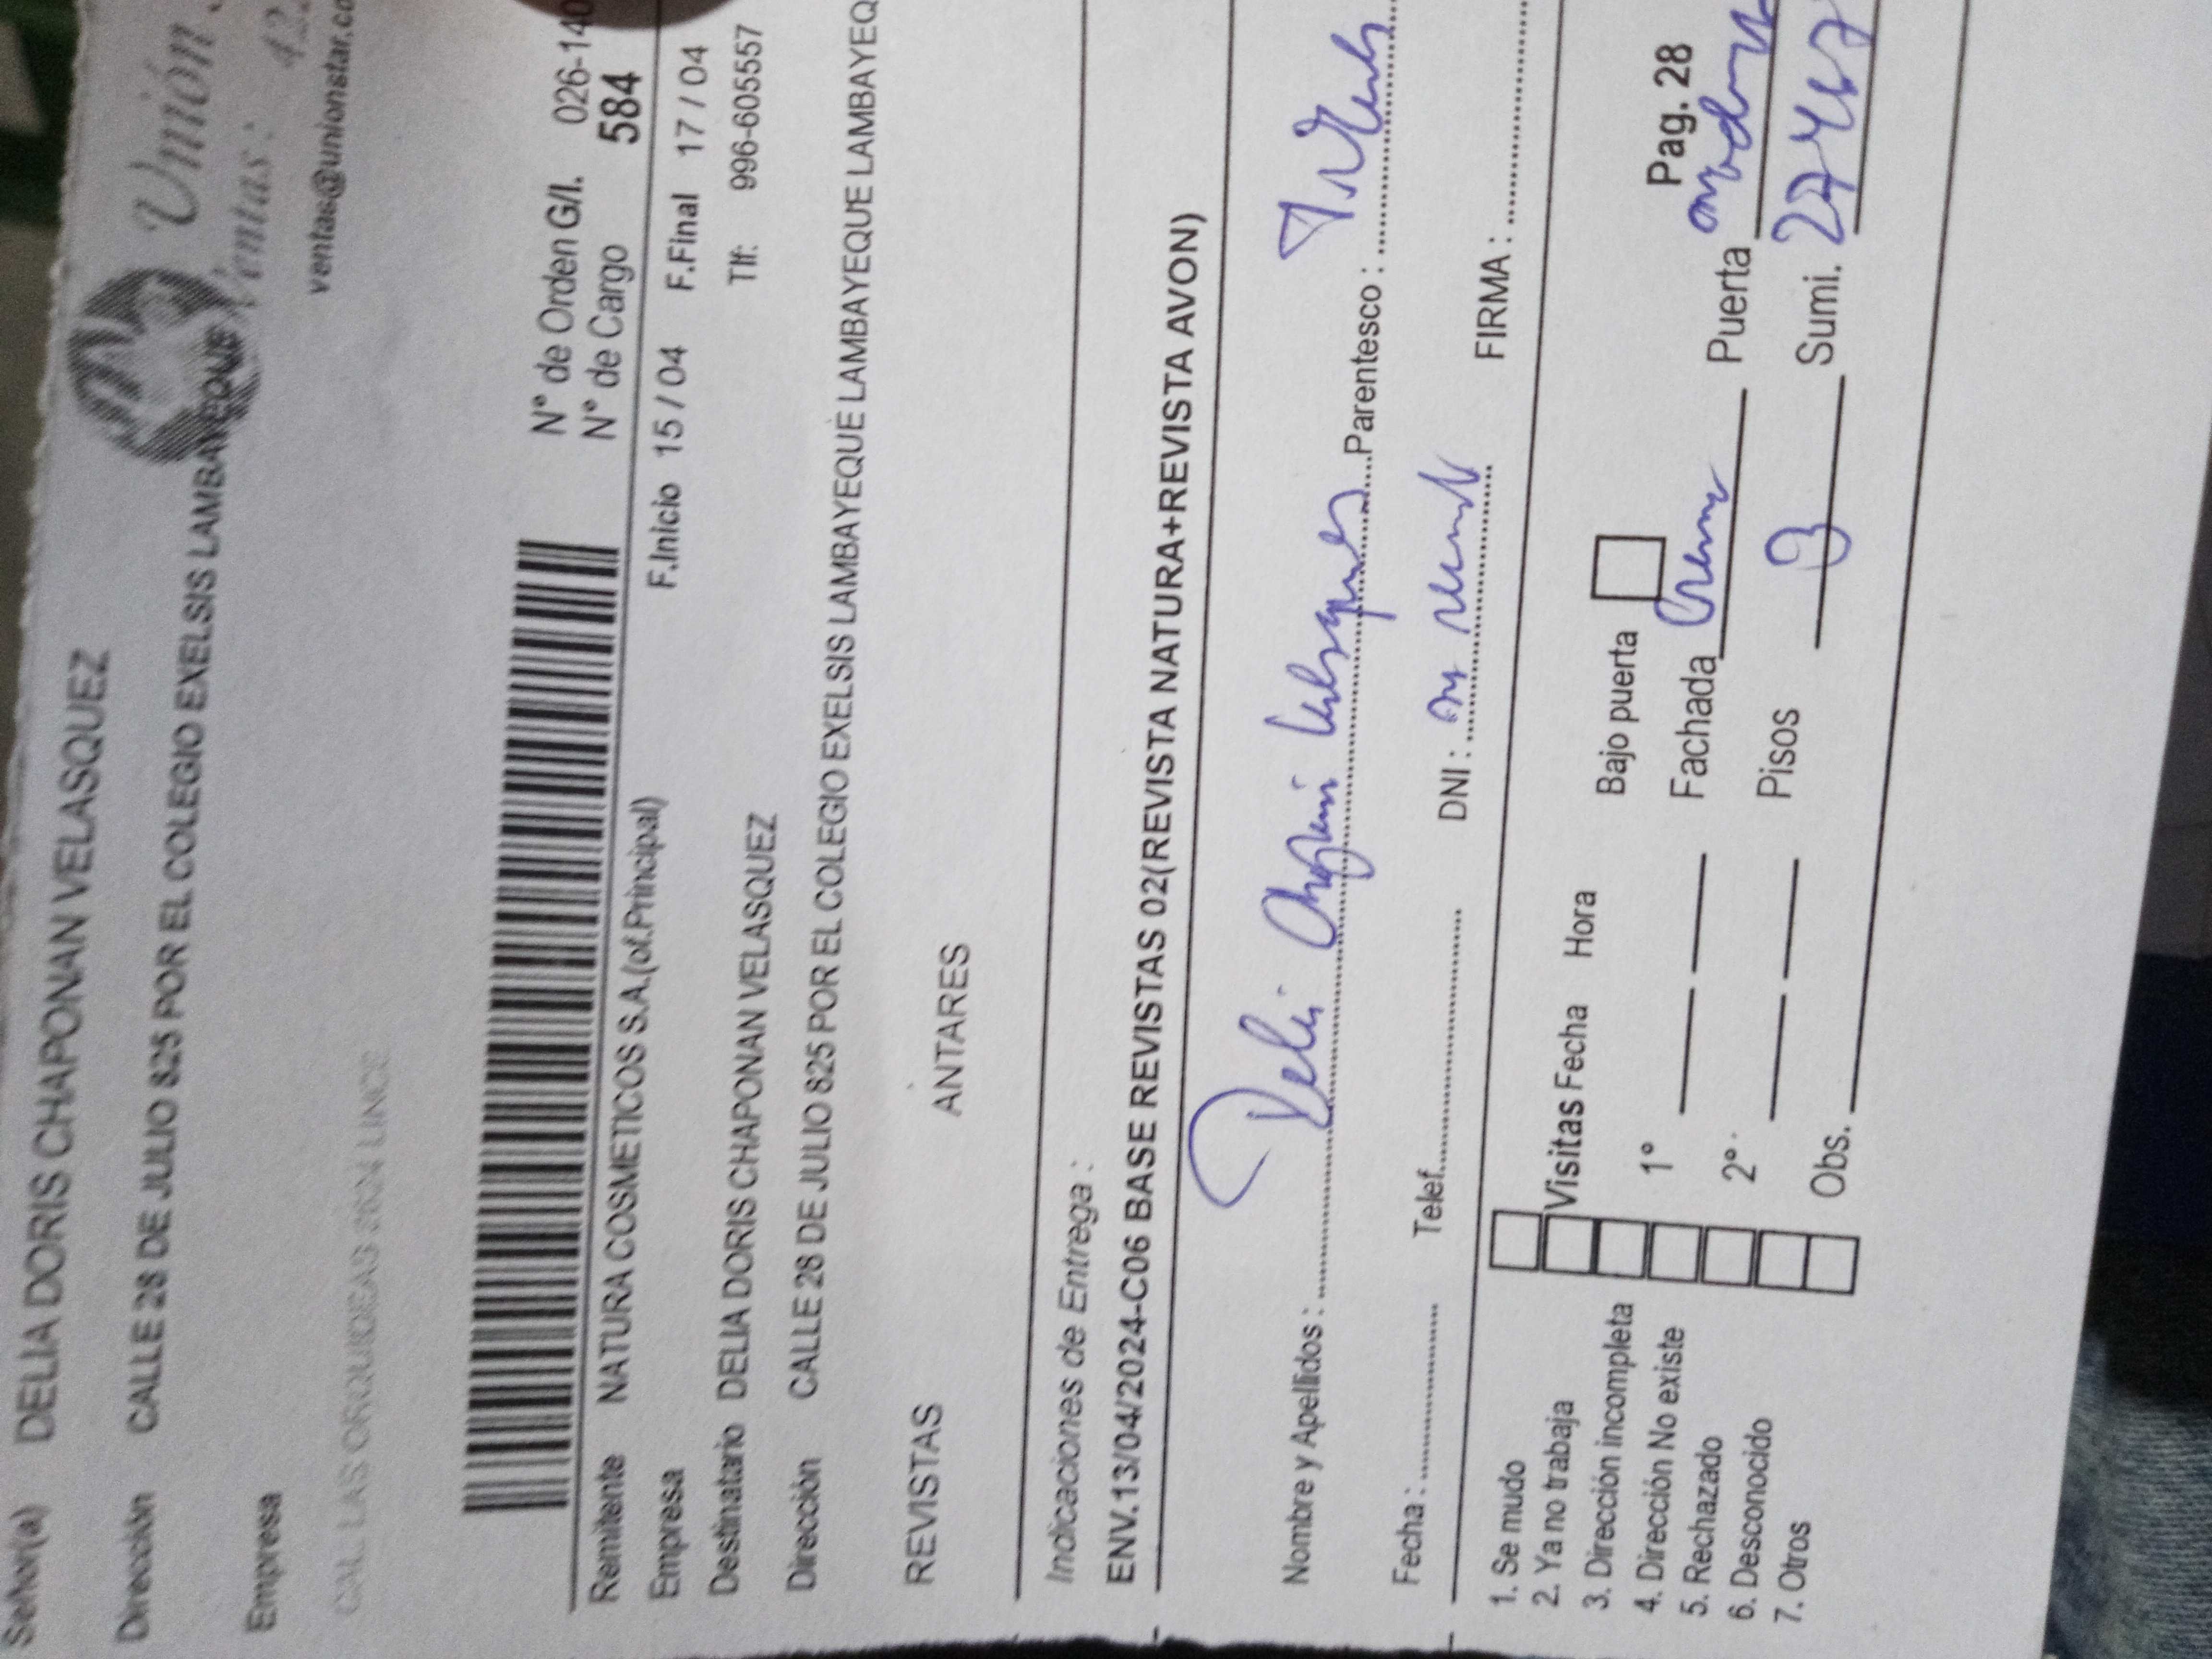 Señor(a) DELIA DORIS CHAPONAN VELASQUEZ
Dirección CALLE 28 DE JULIO 825 POR EL COLEGIO EXELSIS LAMBAYEQUE
Empresa
CAL. LAS ORQUIDEAS LINCE
Unión
Ventas: 42
ventas@unionstar.co
N° de Orden G/I. 026-140
N° de Cargo 584
Remitente NATURA COSMETICOS S.A.(of.Principal) F.Inicio 15 / 04 F.Final 17 / 04
Empresa Tlf: 996-605557
Destinatario DELIA DORIS CHAPONAN VELASQUEZ
Dirección CALLE 28 DE JULIO 825 POR EL COLEGIO EXELSIS LAMBAYEQUE LAMBAYEQUE LAMBAYEQ
REVISTAS ANTARES
Indicaciones de Entrega :
ENV.13/04/2024-C06 BASE REVISTAS 02(REVISTA NATURA+REVISTA AVON)
Nombre y Apellidos : Delia Chaponan Velasquez Parentesco : Titular
Fecha : Telef. DNI : FIRMA :
1. Se mudo
2. Ya no trabaja
3. Dirección incompleta
4. Dirección No existe
5. Rechazado
6. Desconocido
7. Otros
Visitas Fecha Hora Bajo puerta Pag. 28
1° Fachada Crema Puerta
2° Pisos 3 Sumi.
Obs.